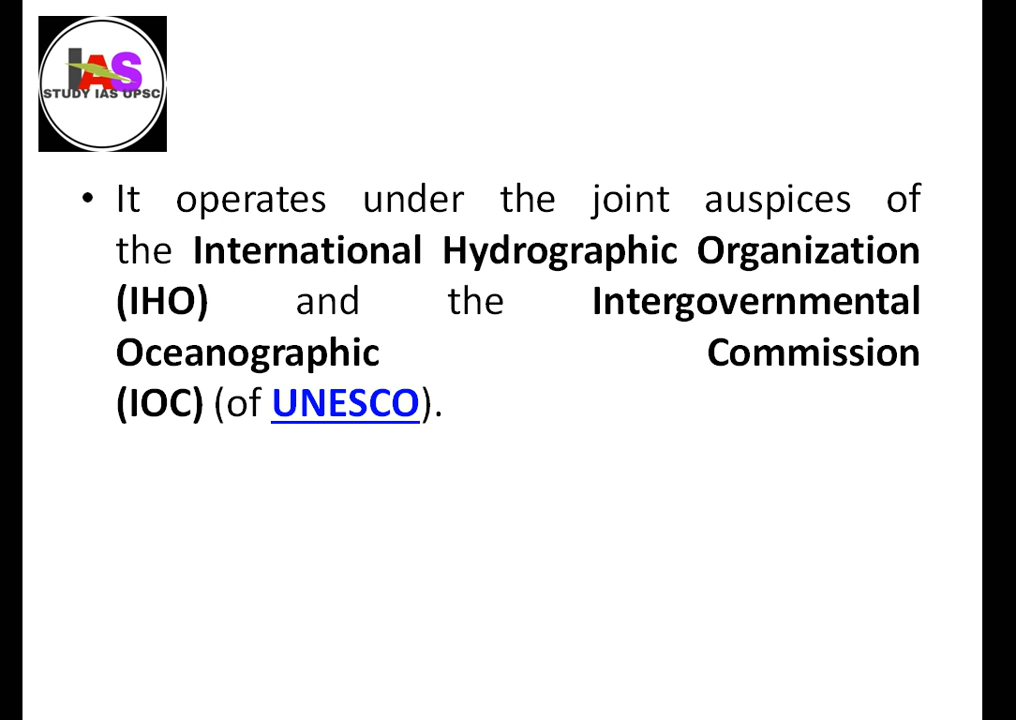 IAS
STUDY IAS UPSC
• It operates under the joint auspices of
the International Hydrographic Organization
(IHO) and the Intergovernmental
Oceanographic Commission
(IOC) (of UNESCO).